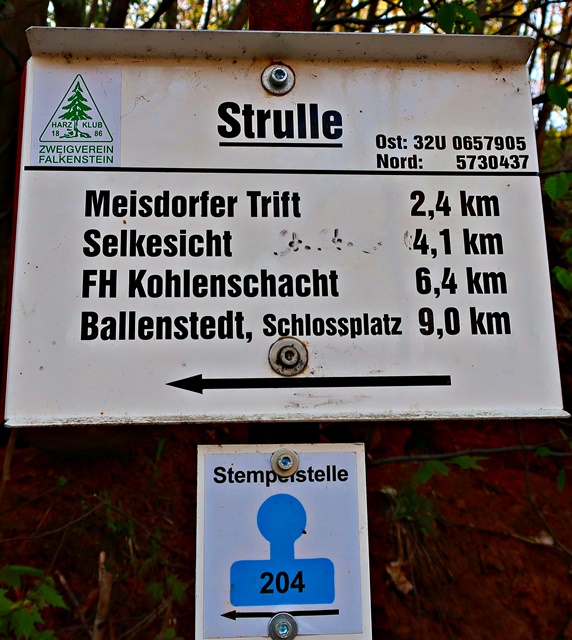 Strulle
HARZ KLUB
18 86
ZWEIGVEREIN
FALKENSTEIN
Ost: 32U 0657905
Nord: 5730437
Meisdorfer Trift 2,4 km
Selkesicht 4,1 km
FH Kohlenschacht 6,4 km
Ballenstedt, Schlossplatz 9,0 km
Stempelstelle
204